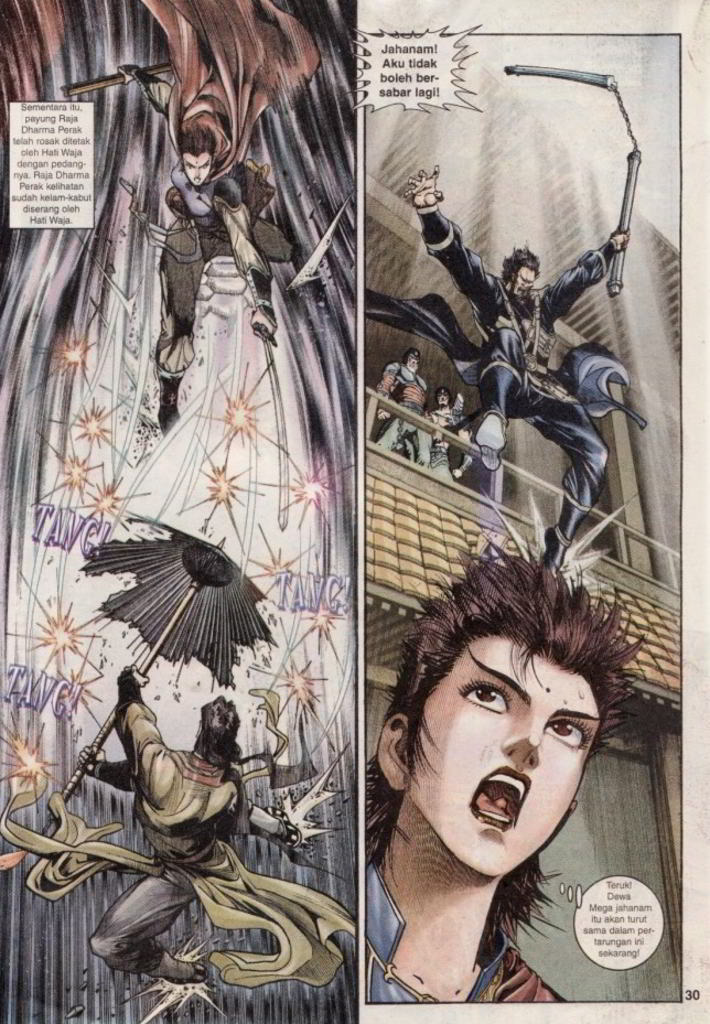 Sementara itu,
payung Raja
Dharma Perak
telah rosak ditetak
oleh Hati Waja
dengan pedang-
nya. Raja Dharma
Perak kelihatan
sudah kelam-kabut
diserang oleh
Hati Waja.
TANG!
TANG!
TANG!
Jahanam!
Aku tidak
boleh ber-
sabar lagi!
Teruk!
Dewa
Mega jahanam
itu akan turut
sama dalam per-
tarungan ini
sekarang!
30